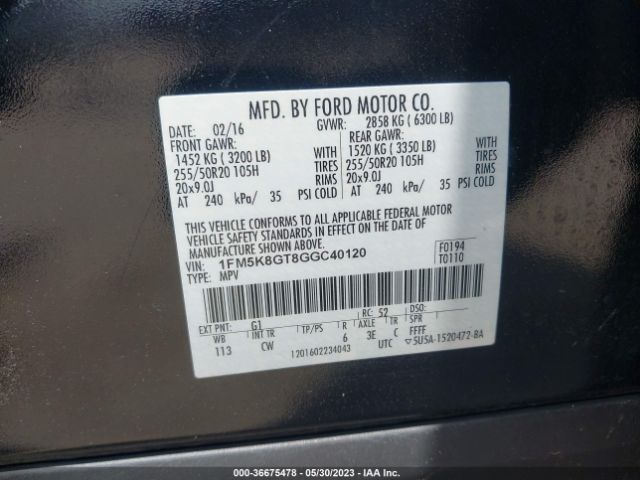 MFD. BY FORD MOTOR CO.
DATE: 02/16 GVWR: 2858 KG ( 6300 LB)
FRONT GAWR: REAR GAWR:
1452 KG ( 3200 LB) WITH 1520 KG ( 3350 LB) WITH
255/50R20 105H TIRES 255/50R20 105H TIRES
20x9.0J RIMS 20x9.0J RIMS
AT 240 kPa/ 35 PSI COLD AT 240 kPa/ 35 PSI COLD
THIS VEHICLE CONFORMS TO ALL APPLICABLE FEDERAL MOTOR
VEHICLE SAFETY STANDARDS IN EFFECT ON THE DATE OF
MANUFACTURE SHOWN ABOVE.
VIN: 1FM5K8GT8GGC40120 F0194
TYPE: MPV T0110
EXT PNT: G1 RC: 52 DSO:
WB INT TR TP/PS R AXLE TR SPR
113 CW 6 3E C FFFF
1201602234043 UTC 5U5A-1520472-BA
000-36675478 - 05/30/2023 - IAA Inc.